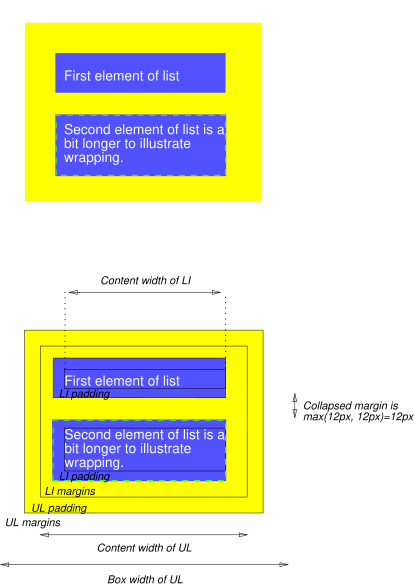 First element of list
Second element of list is a
bit longer to illustrate
wrapping.
Content width of LI
First element of list
LI padding
Collapsed margin is
max(12px, 12px)=12px
Second element of list is a
bit longer to illustrate
wrapping.
LI padding
LI margins
UL padding
UL margins
Content width of UL
Box width of UL